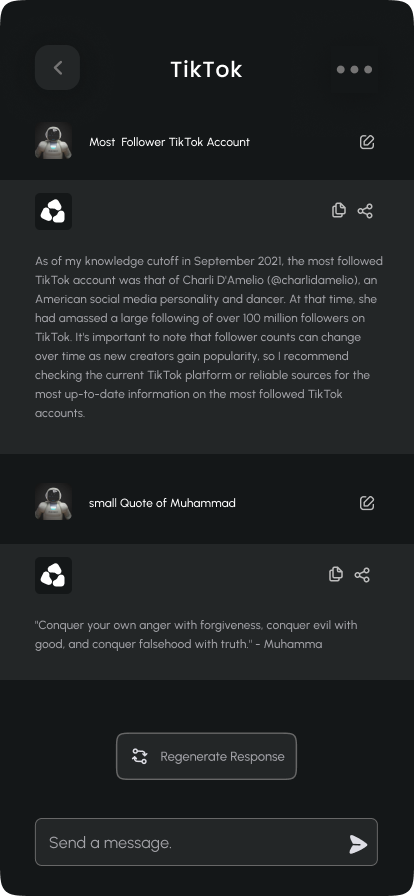 TikTok
Most Follower TikTok Account
As of my knowledge cutoff in September 2021, the most followed
TikTok account was that of Charli D'Amelio (@charlidamelio), an
American social media personality and dancer. At that time, she
had amassed a large following of over 100 million followers on
TikTok. It's important to note that follower counts can change
over time as new creators gain popularity, so I recommend
checking the current TikTok platform or reliable sources for the
most up-to-date information on the most followed TikTok
accounts.
small Quote of Muhammad
"Conquer your own anger with forgiveness, conquer evil with
good, and conquer falsehood with truth." - Muhamma
Regenerate Response
Send a message.